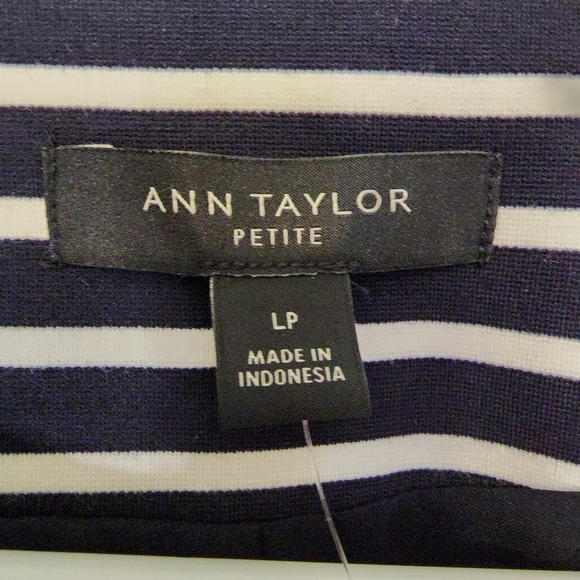 ANN TAYLOR
PETITE
LP
MADE IN
INDONESIA